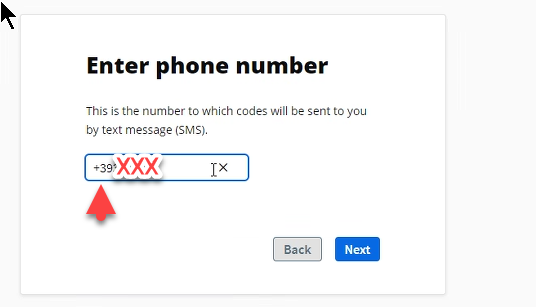 Enter phone number
This is the number to which codes will be sent to you
by text message (SMS).
+39 XXX
Back Next